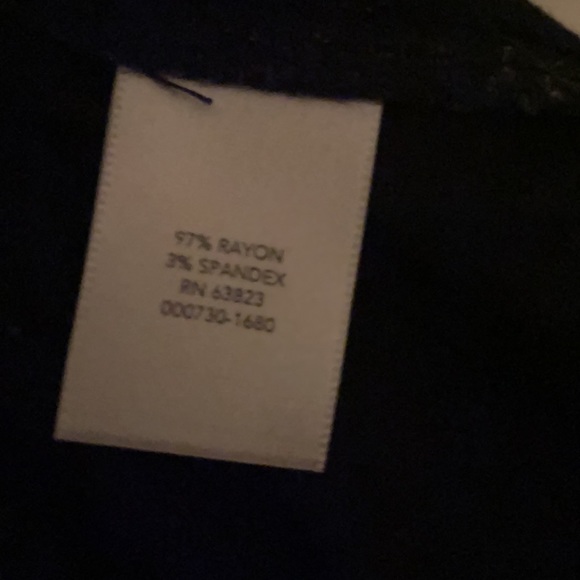 97% RAYON
3% SPANDEX
RN 63823
000730-1680